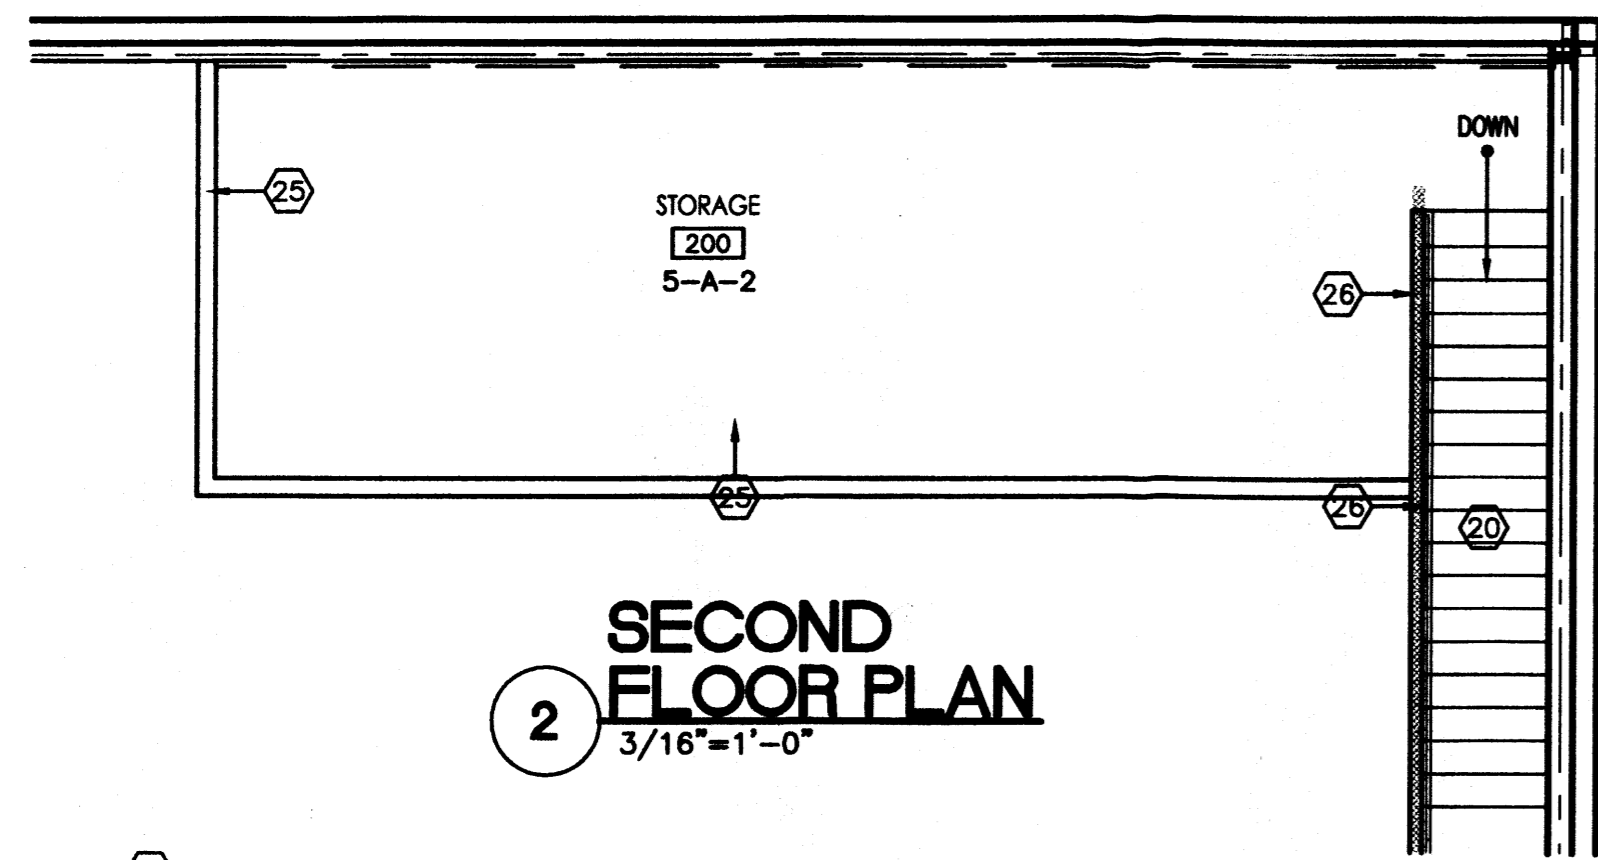 DOWN
25
STORAGE
200
5-A-2
26
25
26
20
SECOND
FLOOR PLAN
2
3/16"=1'-0"